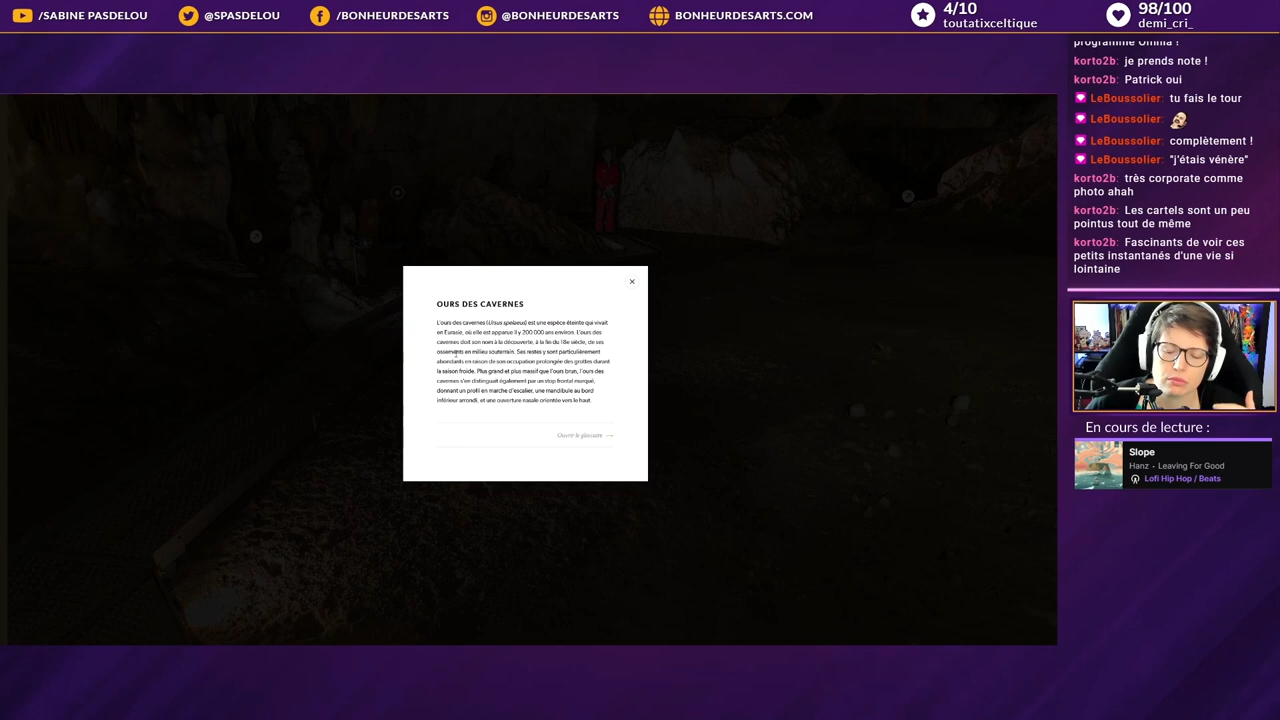 /SABINE PASDELOU
@SPASDELOU
/BONHEURDESARTS
@BONHEURDESARTS
BONHEURDESARTS.COM
4/10
toutatixceltique
98/100
demi_cri_
programme Omnia !
korto2b: je prends note !
korto2b: Patrick oui
LeBoussolier: tu fais le tour
LeBoussolier:
LeBoussolier: complètement !
LeBoussolier: "j'étais vénère"
korto2b: très corporate comme
photo ahah
korto2b: Les cartels sont un peu
pointus tout de même
korto2b: Fascinants de voir ces
petits instantanés d'une vie si
lointaine
OURS DES CAVERNES
L'ours des cavernes (Ursus spelaeus) est une espèce éteinte qui vivait
en Eurasie, où elle est apparue il y 200 000 ans environ. L'ours des
cavernes doit son nom à la découverte, à la fin du 18e siècle, de ses
ossements en milieu souterrain. Ses restes y sont particulièrement
abondants en raison de son occupation prolongée des grottes durant
la saison froide. Plus grand et plus massif que l'ours brun, l'ours des
cavernes s'en distinguait également par un stop frontal marqué,
donnant un profil en marche d'escalier, une mandibule au bord
inférieur arrondi, et une ouverture nasale orientée vers le haut.
Ouvrir le glossaire →
En cours de lecture :
Slope
Hanz • Leaving For Good
Lofi Hip Hop / Beats